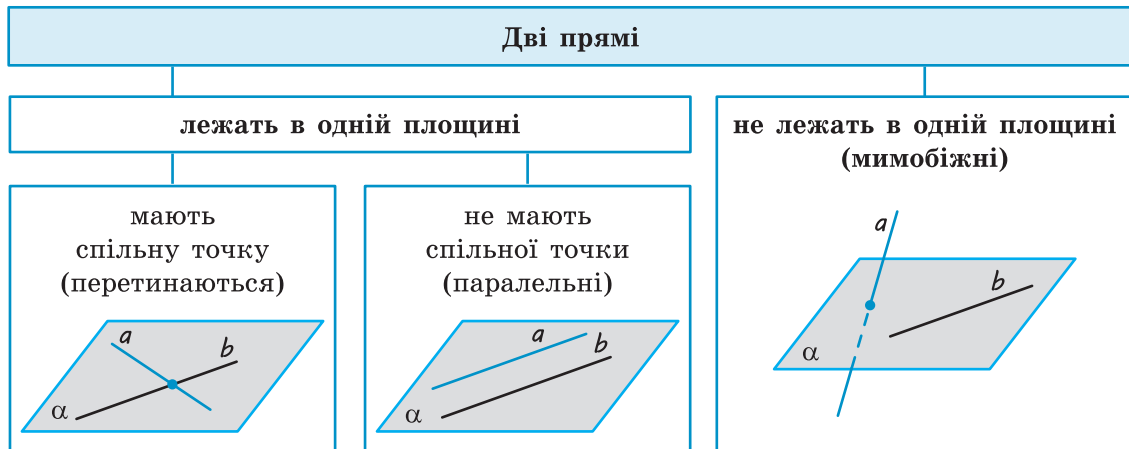 Дві прямі
лежать в одній площині
мають
спільну точку
(перетинаються)
a
b
α
не мають
спільної точки
(паралельні)
a
b
α
не лежать в одній площині
(мимобіжні)
a
b
α